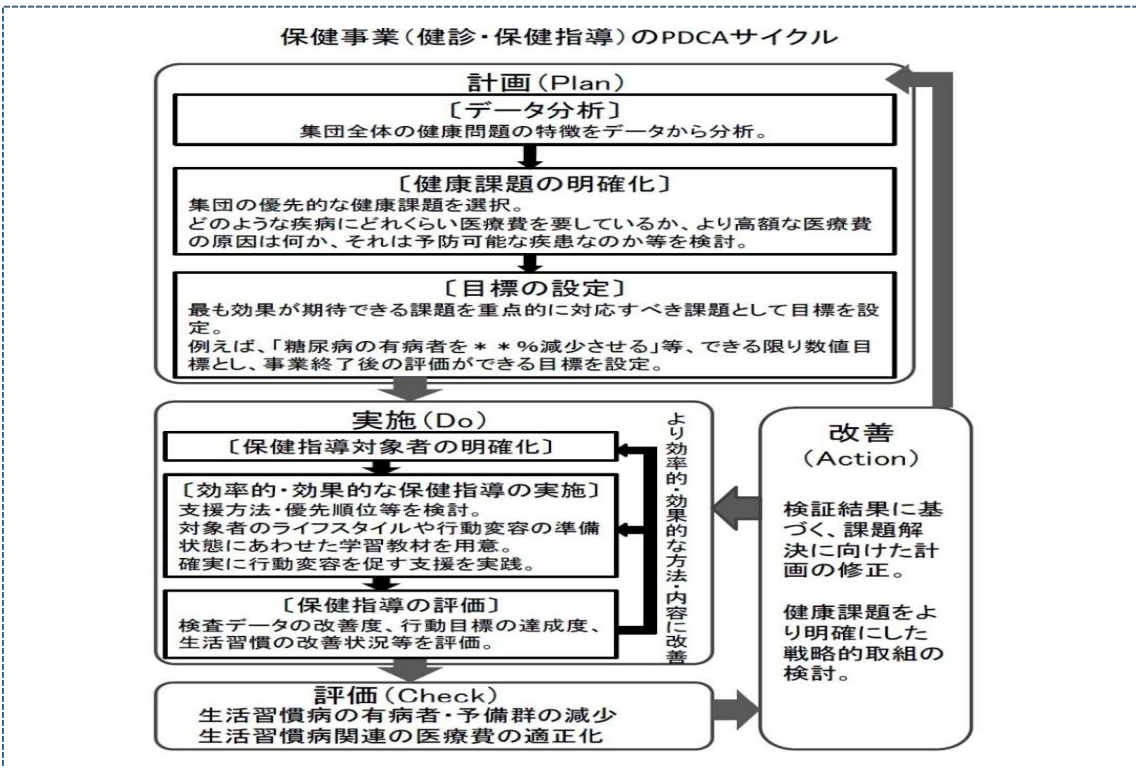 保健事業(健診・保健指導)のPDCAサイクル
計画(Plan)
〔データ分析〕
集団全体の健康問題の特徴をデータから分析。
〔健康課題の明確化〕
集団の優先的な健康課題を選択。
どのような疾病にどれくらい医療費を要しているか、より高額な医療費
の原因は何か、それは予防可能な疾患なのか等を検討。
〔目標の設定〕
最も効果が期待できる課題を重点的に対応すべき課題として目標を設
定。
例えば、「糖尿病の有病者を**%減少させる」等、できる限り数値目
標とし、事業終了後の評価ができる目標を設定。
実施(Do)
〔保健指導対象者の明確化〕
〔効率的・効果的な保健指導の実施〕
支援方法・優先順位等を検討。
対象者のライフスタイルや行動変容の準備
状態にあわせた学習教材を用意。
確実に行動変容を促す支援を実践。
〔保健指導の評価〕
検査データの改善度、行動目標の達成度、
生活習慣の改善状況等を評価。
より効率的・効果的な方法・内容に改善
評価(Check)
生活習慣病の有病者・予備群の減少
生活習慣病関連の医療費の適正化
改善
(Action)
検証結果に基
づく、課題解
決に向けた計
画の修正。
健康課題をよ
り明確にした
戦略的取組の
検討。